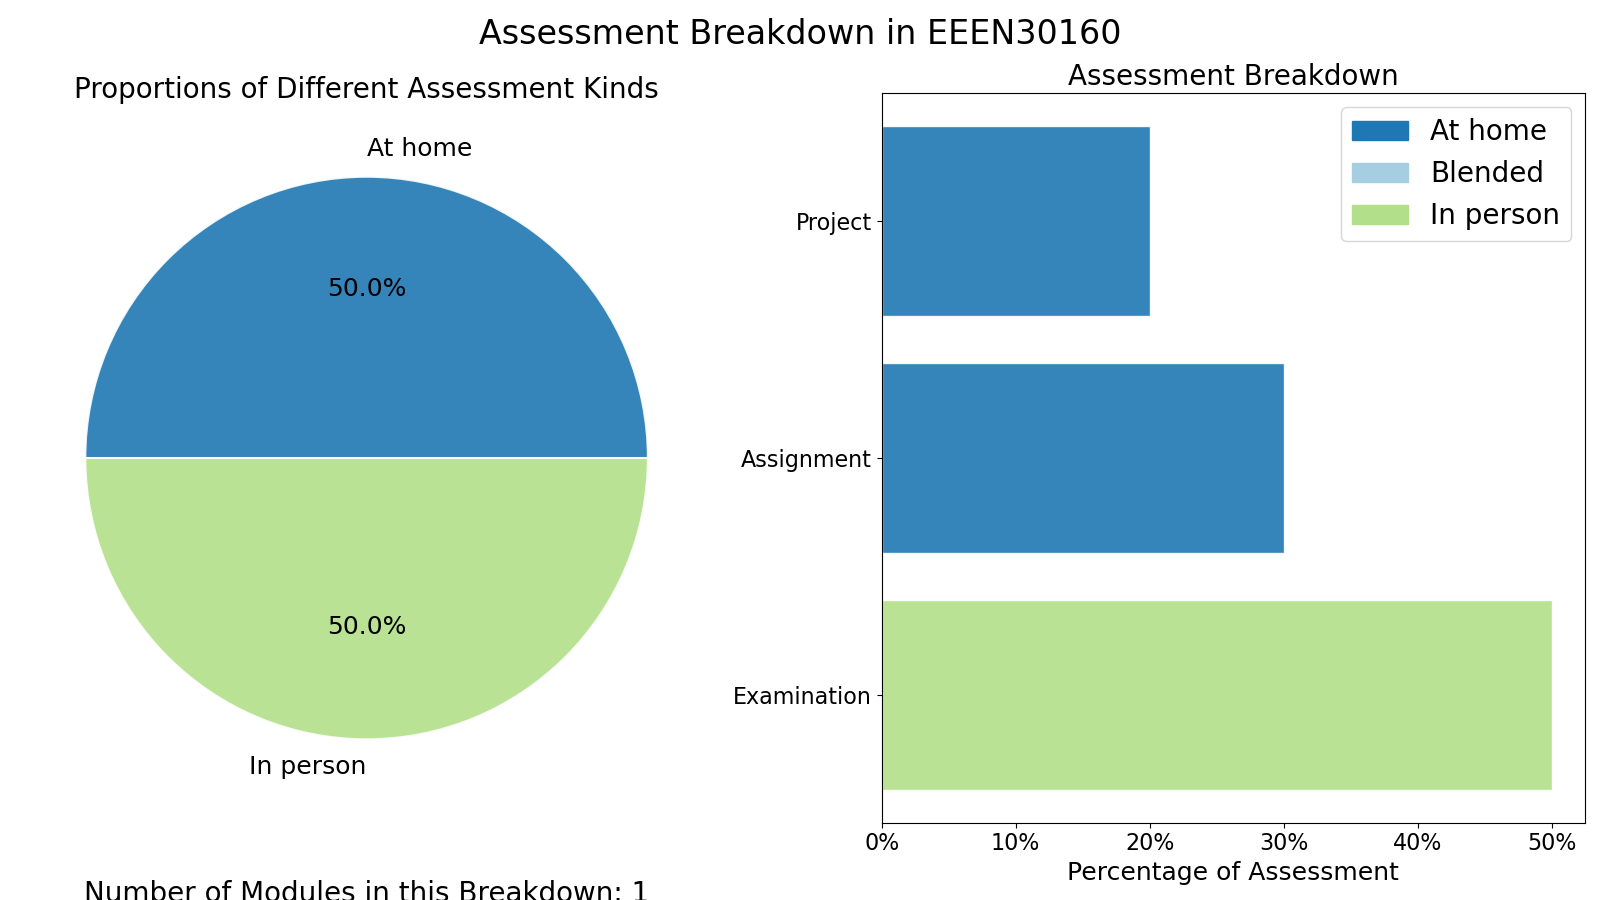 Assessment Breakdown in EEEN30160
Proportions of Different Assessment Kinds
At home
50.0%
50.0%
In person
Number of Modules in this Breakdown: 1
Assessment Breakdown
At home
Blended
In person
Project
Assignment
Examination
0% 10% 20% 30% 40% 50%
Percentage of Assessment